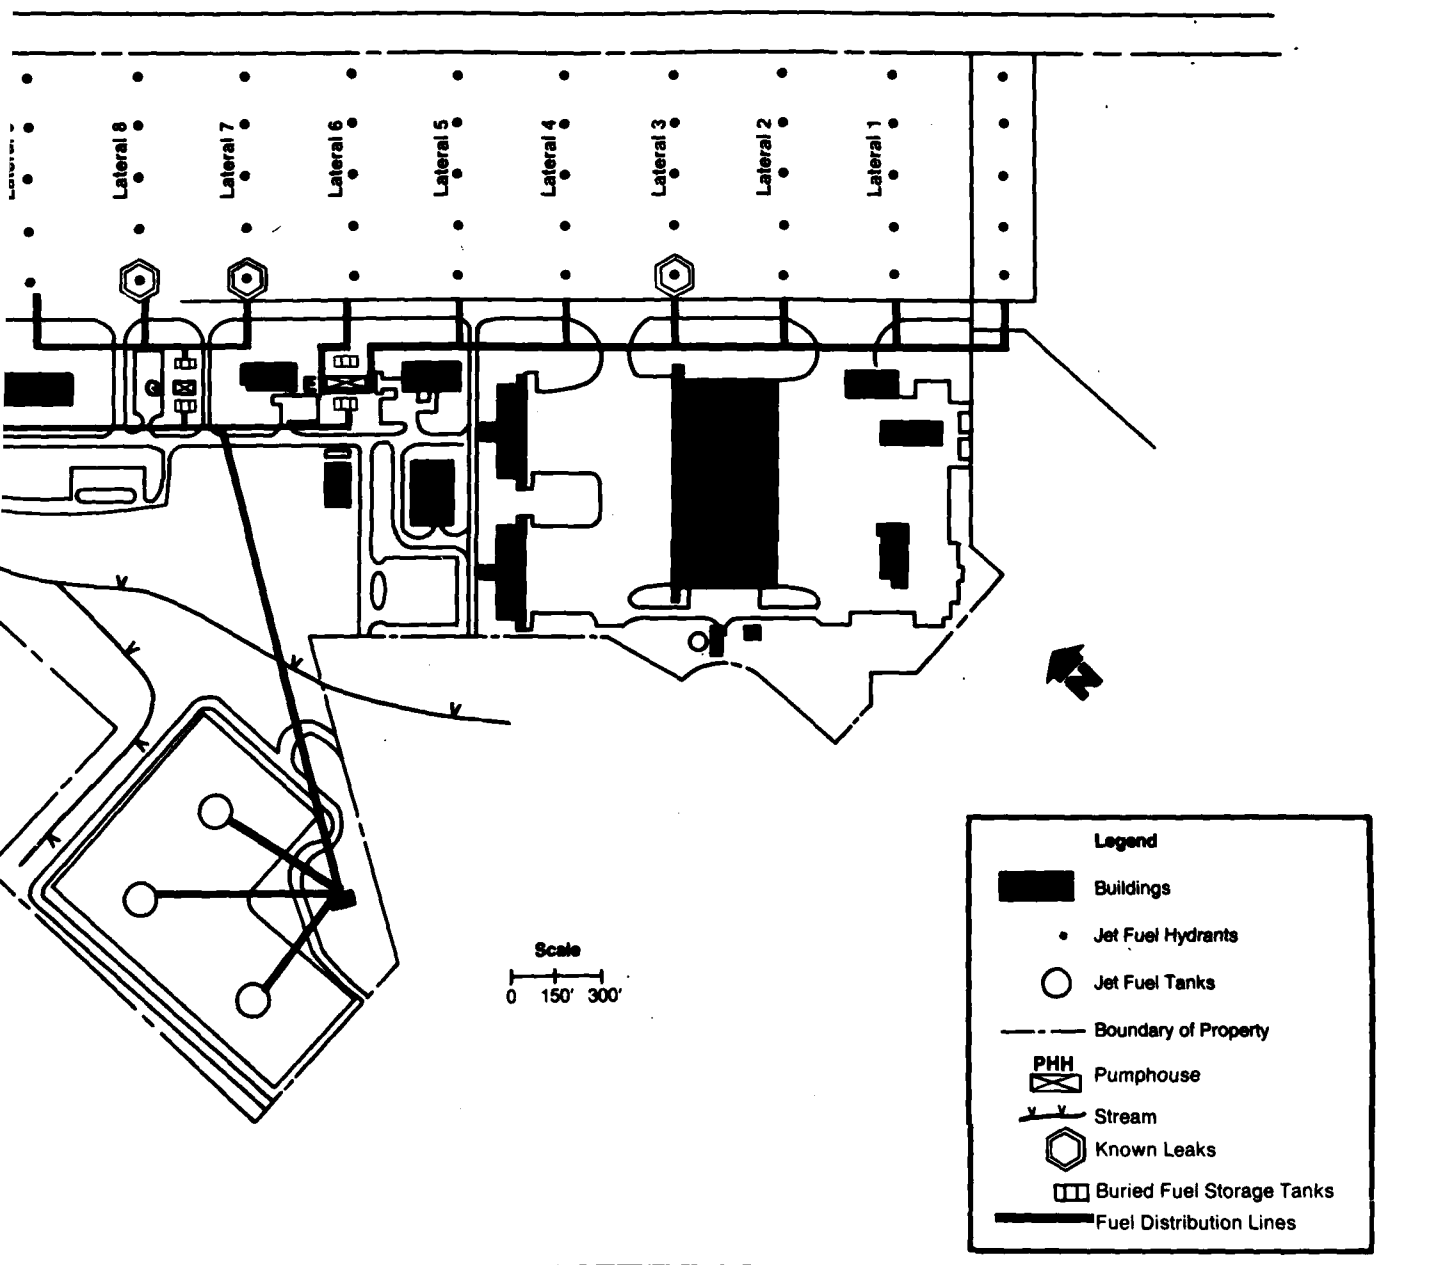 Lateral 8
Lateral 7
Lateral 6
Lateral 5
Lateral 4
Lateral 3
Lateral 2
Lateral 1
N
Scale
0 150' 300'
Legend
Buildings
Jet Fuel Hydrants
Jet Fuel Tanks
Boundary of Property
PHH
Pumphouse
Stream
Known Leaks
Buried Fuel Storage Tanks
Fuel Distribution Lines